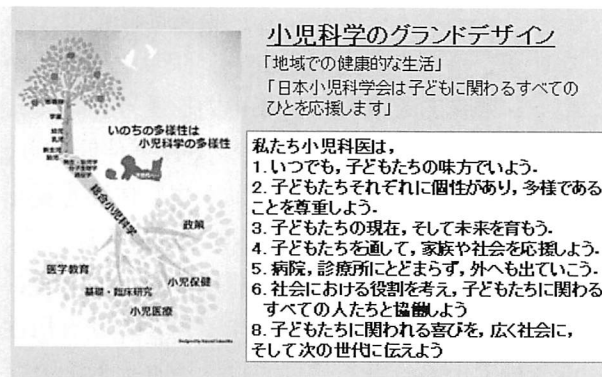 小児科学のグランドデザイン
「地域での健康的な生活」
「日本小児科学会は子どもに関わるすべての
ひとを応援します」
いのちの多様性は
小児科学の多様性
学童
幼児
乳児
新生児
胎児
総合小児科学
政策
医学教育
小児保健
基礎・臨床研究
小児医療
私たち小児科医は，
1. いつでも，子どもたちの味方でいよう．
2. 子どもたちそれぞれに個性があり，多様である
ことを尊重しよう．
3. 子どもたちの現在，そして未来を育もう．
4. 子どもたちを通して，家族や社会を応援しよう．
5. 病院，診療所にとどまらず，外へも出ていこう．
6. 社会における役割を考え，子どもたちに関わる
すべての人たちと協働しよう
8. 子どもたちに関われる喜びを，広く社会に，
そして次の世代に伝えよう